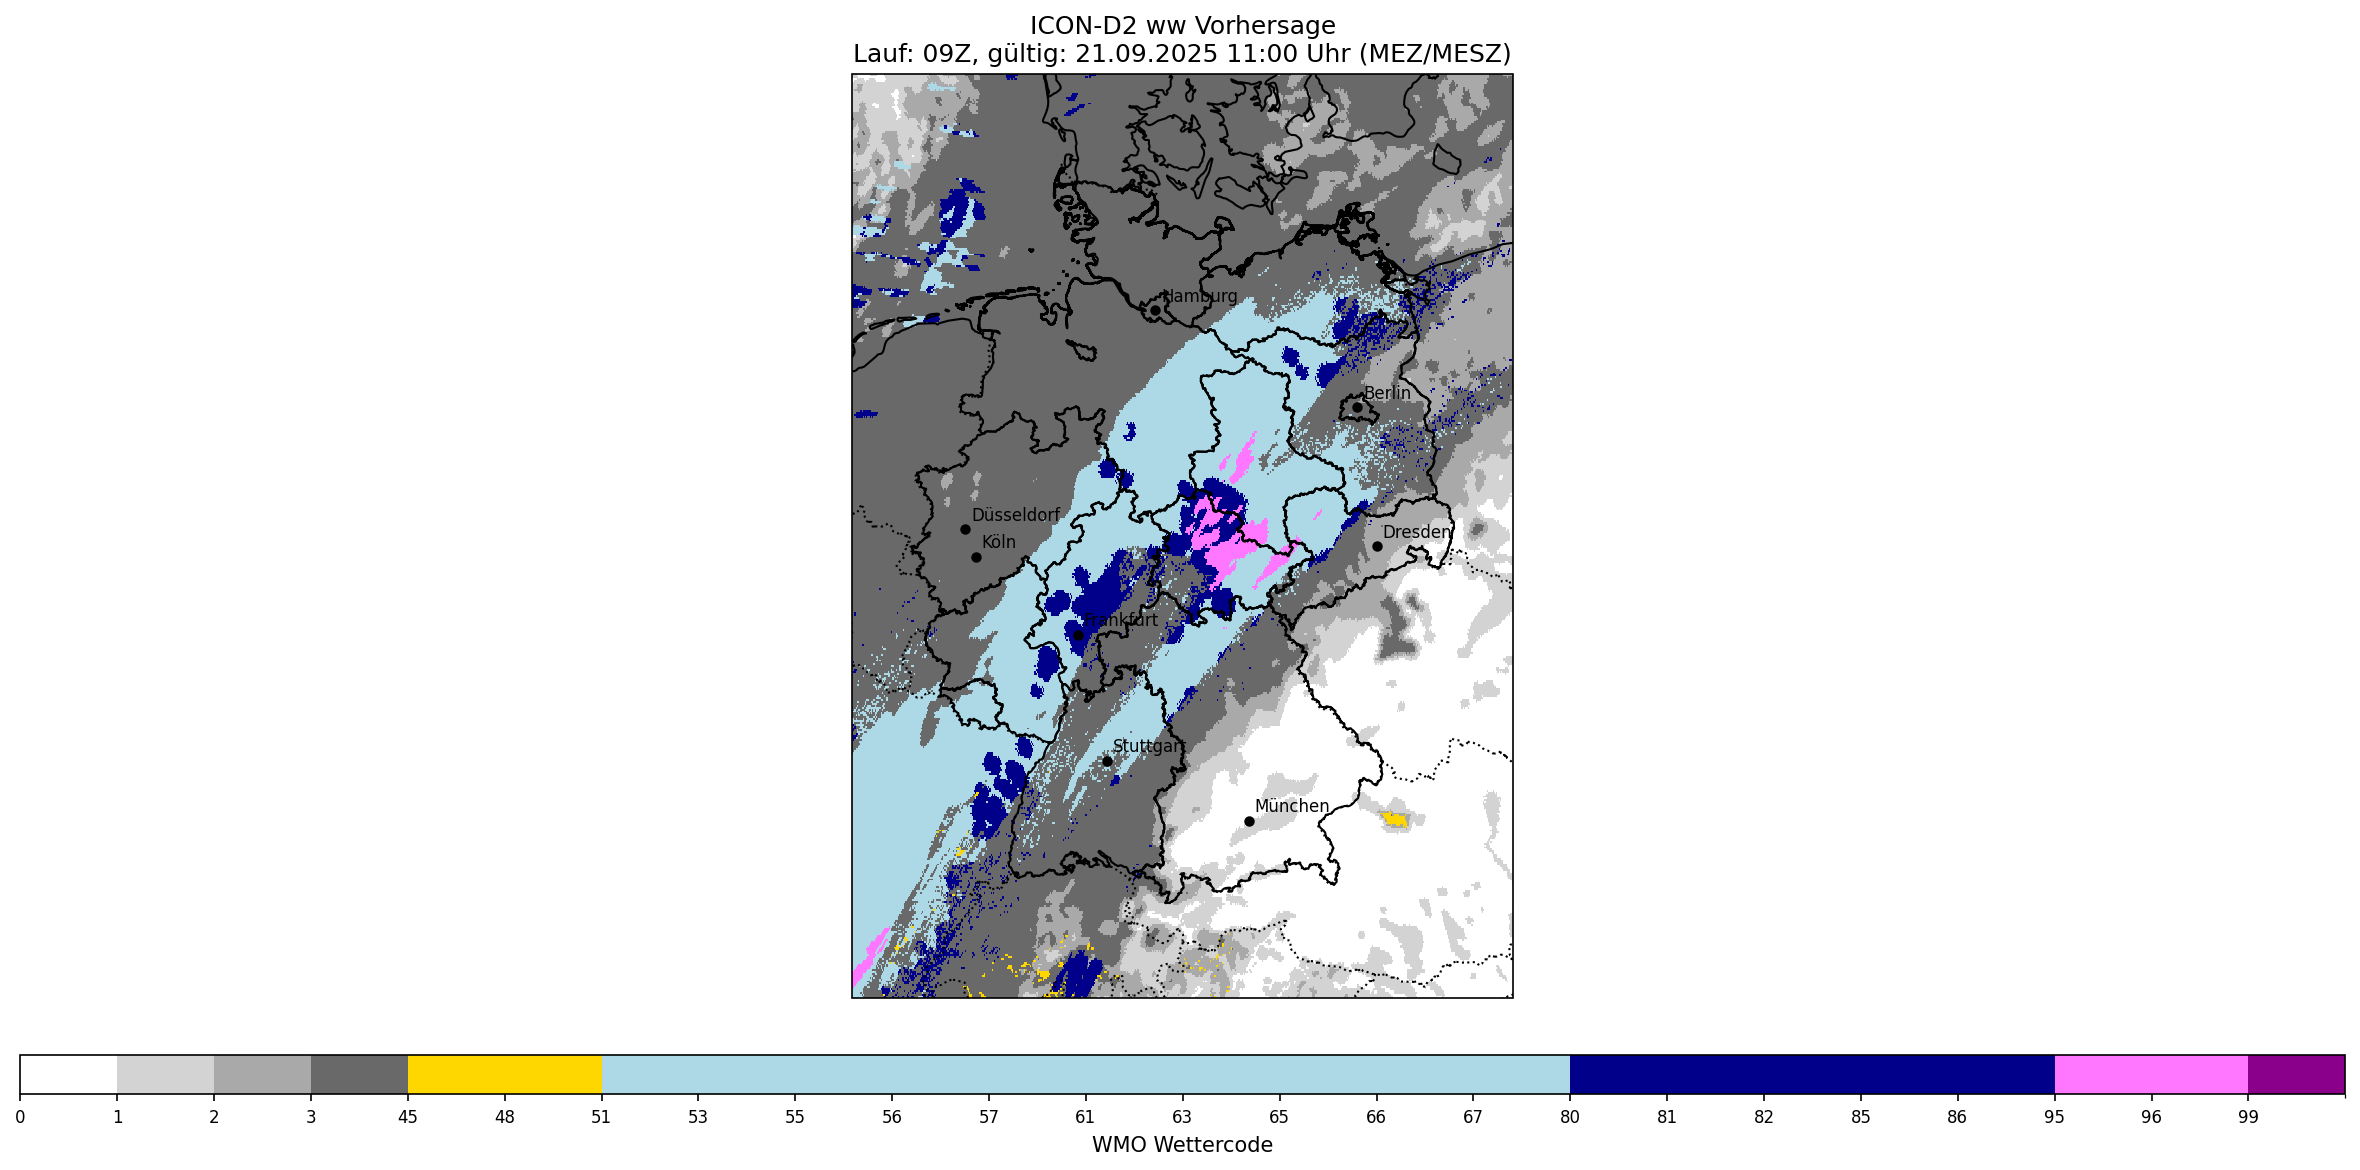 ICON-D2 ww Vorhersage
Lauf: 09Z, gültig: 21.09.2025 11:00 Uhr (MEZ/MESZ)
Hamburg
Berlin
Düsseldorf
Köln
Dresden
Frankfurt
Stuttgart
München
0 1 2 3 45 48 51 53 55 56 57 61 63 65 66 67 80 81 82 85 86 95 96 99
WMO Wettercode